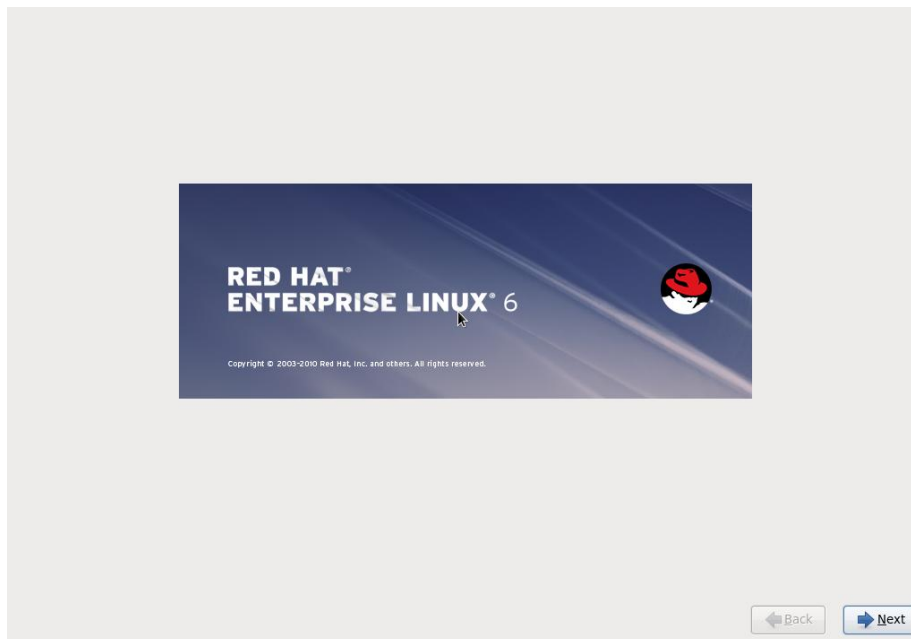 RED HAT®
ENTERPRISE LINUX® 6
Copyright © 2003-2010 Red Hat, Inc. and others. All rights reserved.
Back
Next